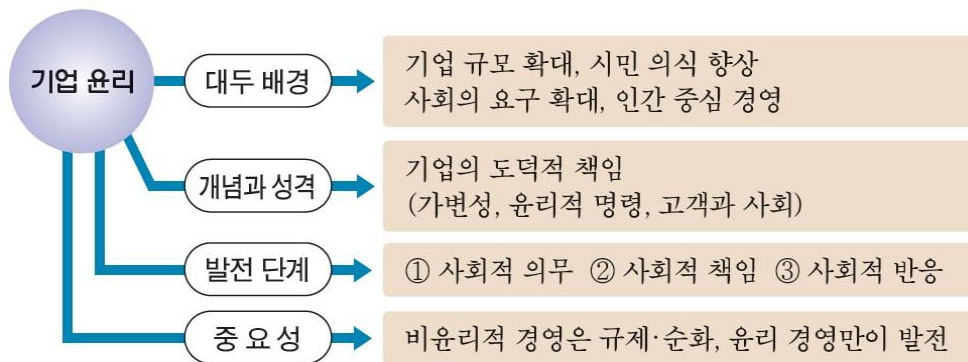 기업 윤리
대두 배경
기업 규모 확대, 시민 의식 향상
사회의 요구 확대, 인간 중심 경영
개념과 성격
기업의 도덕적 책임
(가변성, 윤리적 명령, 고객과 사회)
발전 단계
① 사회적 의무 ② 사회적 책임 ③ 사회적 반응
중 요 성
비윤리적 경영은 규제·순화, 윤리 경영만이 발전